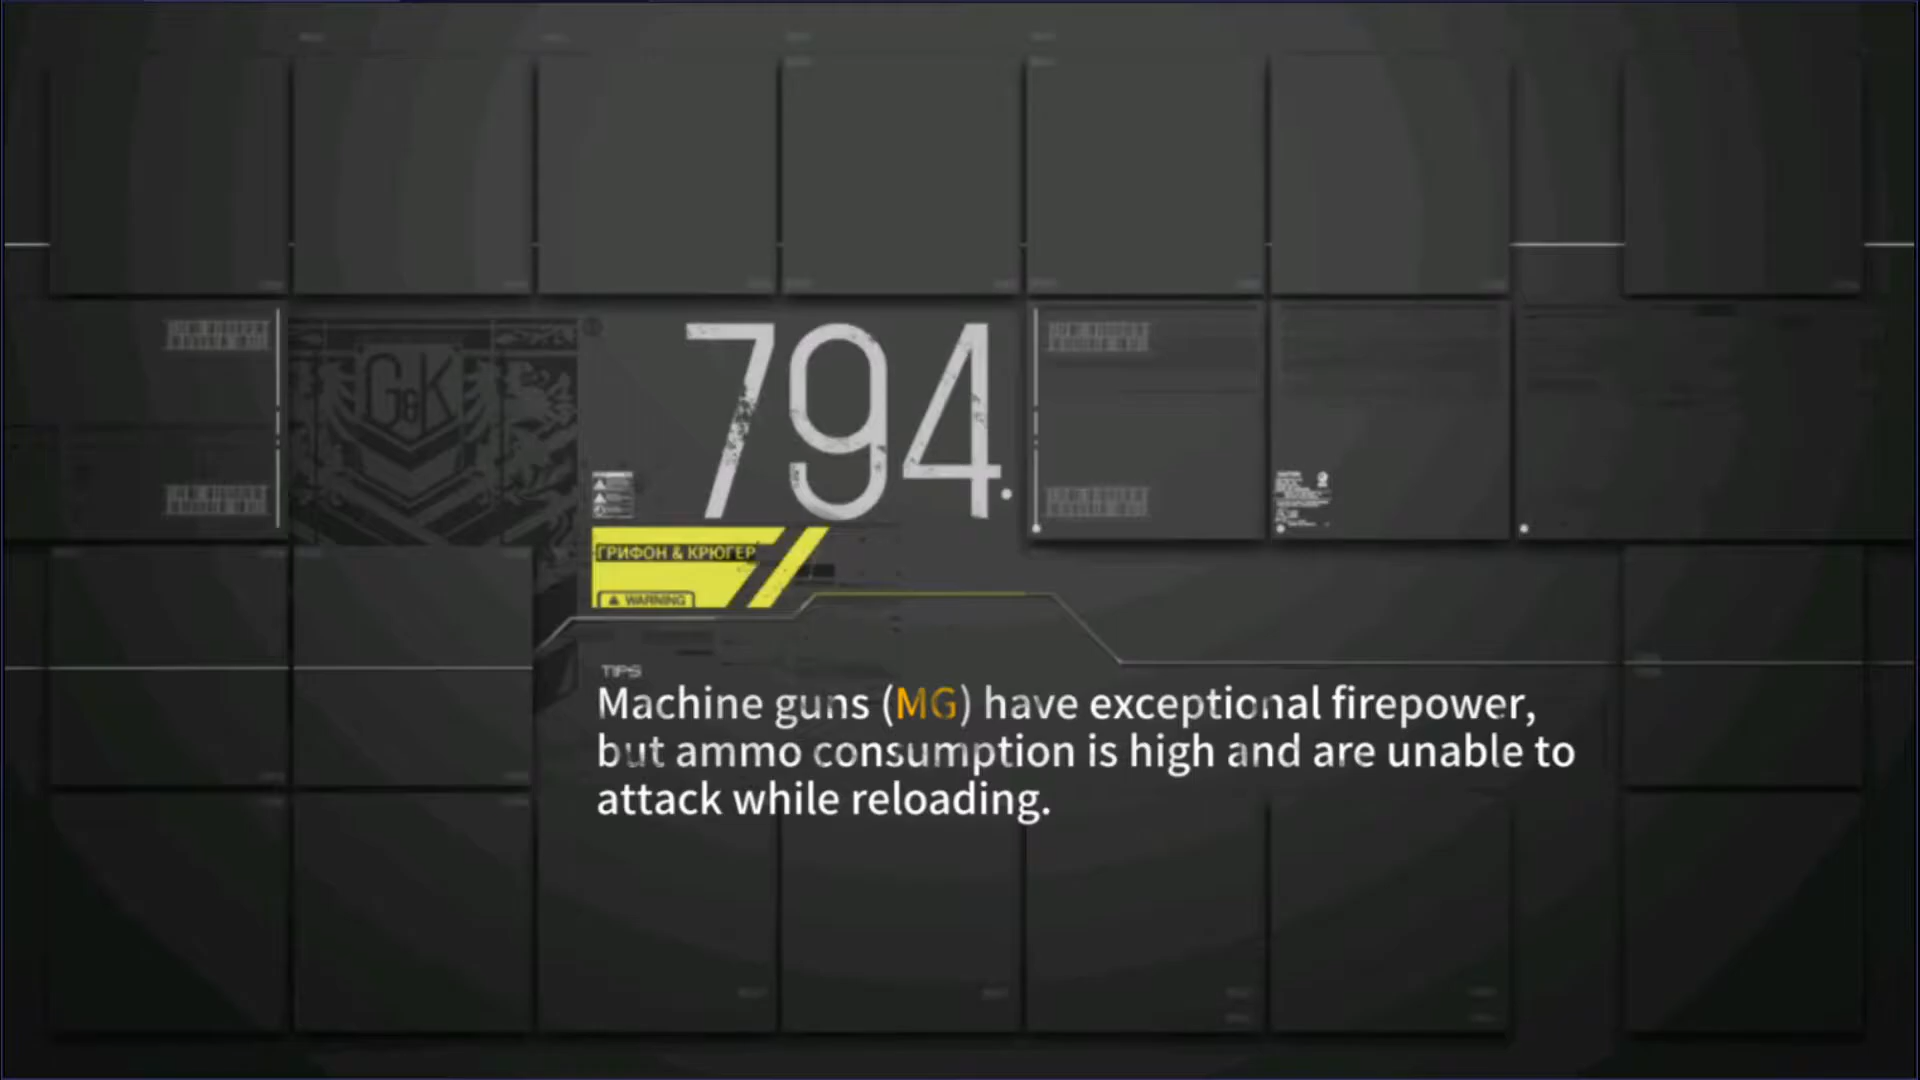 G&K
794.
ГРИФОН & КРЮГЕР
WARNING
TIPS
Machine guns (MG) have exceptional firepower,
but ammo consumption is high and are unable to
attack while reloading.